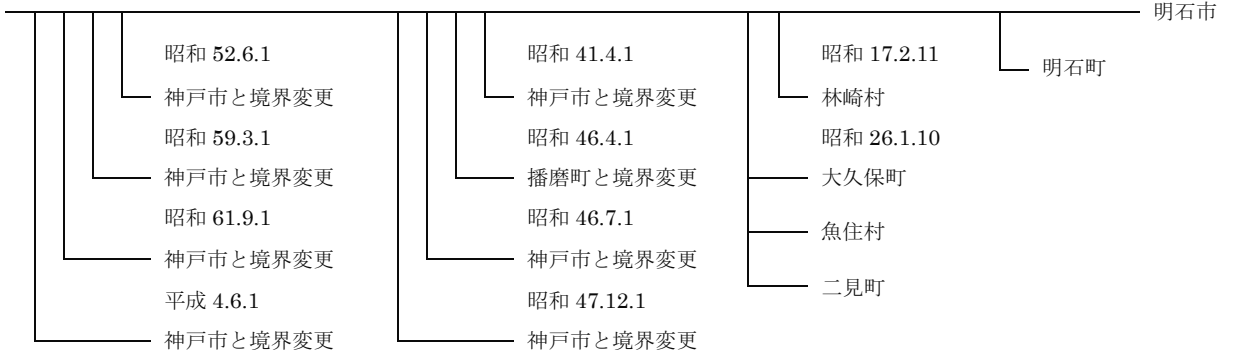 明石市
明石町
昭和 17.2.11
林崎村
昭和 26.1.10
大久保町
魚住村
二見町
昭和 41.4.1
神戸市と境界変更
昭和 46.4.1
播磨町と境界変更
昭和 46.7.1
神戸市と境界変更
昭和 47.12.1
神戸市と境界変更
昭和 52.6.1
神戸市と境界変更
昭和 59.3.1
神戸市と境界変更
昭和 61.9.1
神戸市と境界変更
平成 4.6.1
神戸市と境界変更